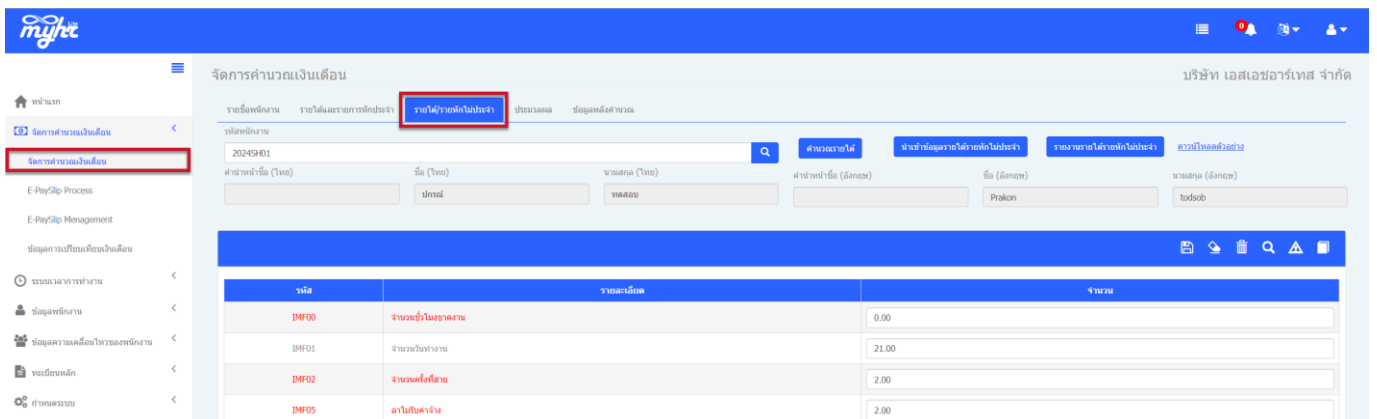 myhr Lite
0
จัดการคำนวณเงินเดือน
บริษัท เอสเอชอาร์เทส จำกัด
หน้าแรก
จัดการคำนวณเงินเดือน
จัดการคำนวณเงินเดือน
E-PaySlip Process
E-PaySlip Menagement
ข้อมูลการเปรียบเทียบเงินเดือน
ระบบเวลาการทำงาน
ข้อมูลพนักงาน
ข้อมูลความเคลื่อนไหวของพนักงาน
ทะเบียนหลัก
กำหนดระบบ
รายชื่อพนักงาน รายได้และรายการหักประจำ รายได้/รายหักไม่ประจำ ประมวลผล ข้อมูลหลังคำนวณ
รหัสพนักงาน
2024SH01
คำนวณรายได้ นำเข้าข้อมูลรายได้รายหักไม่ประจำ รายงานรายได้รายหักไม่ประจำ ดาวน์โหลดตัวอย่าง
คำนำหน้าชื่อ (ไทย) ชื่อ (ไทย) นามสกุล (ไทย) คำนำหน้าชื่อ (อังกฤษ) ชื่อ (อังกฤษ) นามสกุล (อังกฤษ)
ปกรณ์ ทดสอบ Prakon todsob
รหัส รายละเอียด จำนวน
IMF00 จำนวนชั่วโมงขาดงาน 0.00
IMF01 จำนวนวันทำงาน 21.00
IMF02 จำนวนครั้งที่สาย 2.00
IMF05 ลาไม่รับค่าจ้าง 2.00